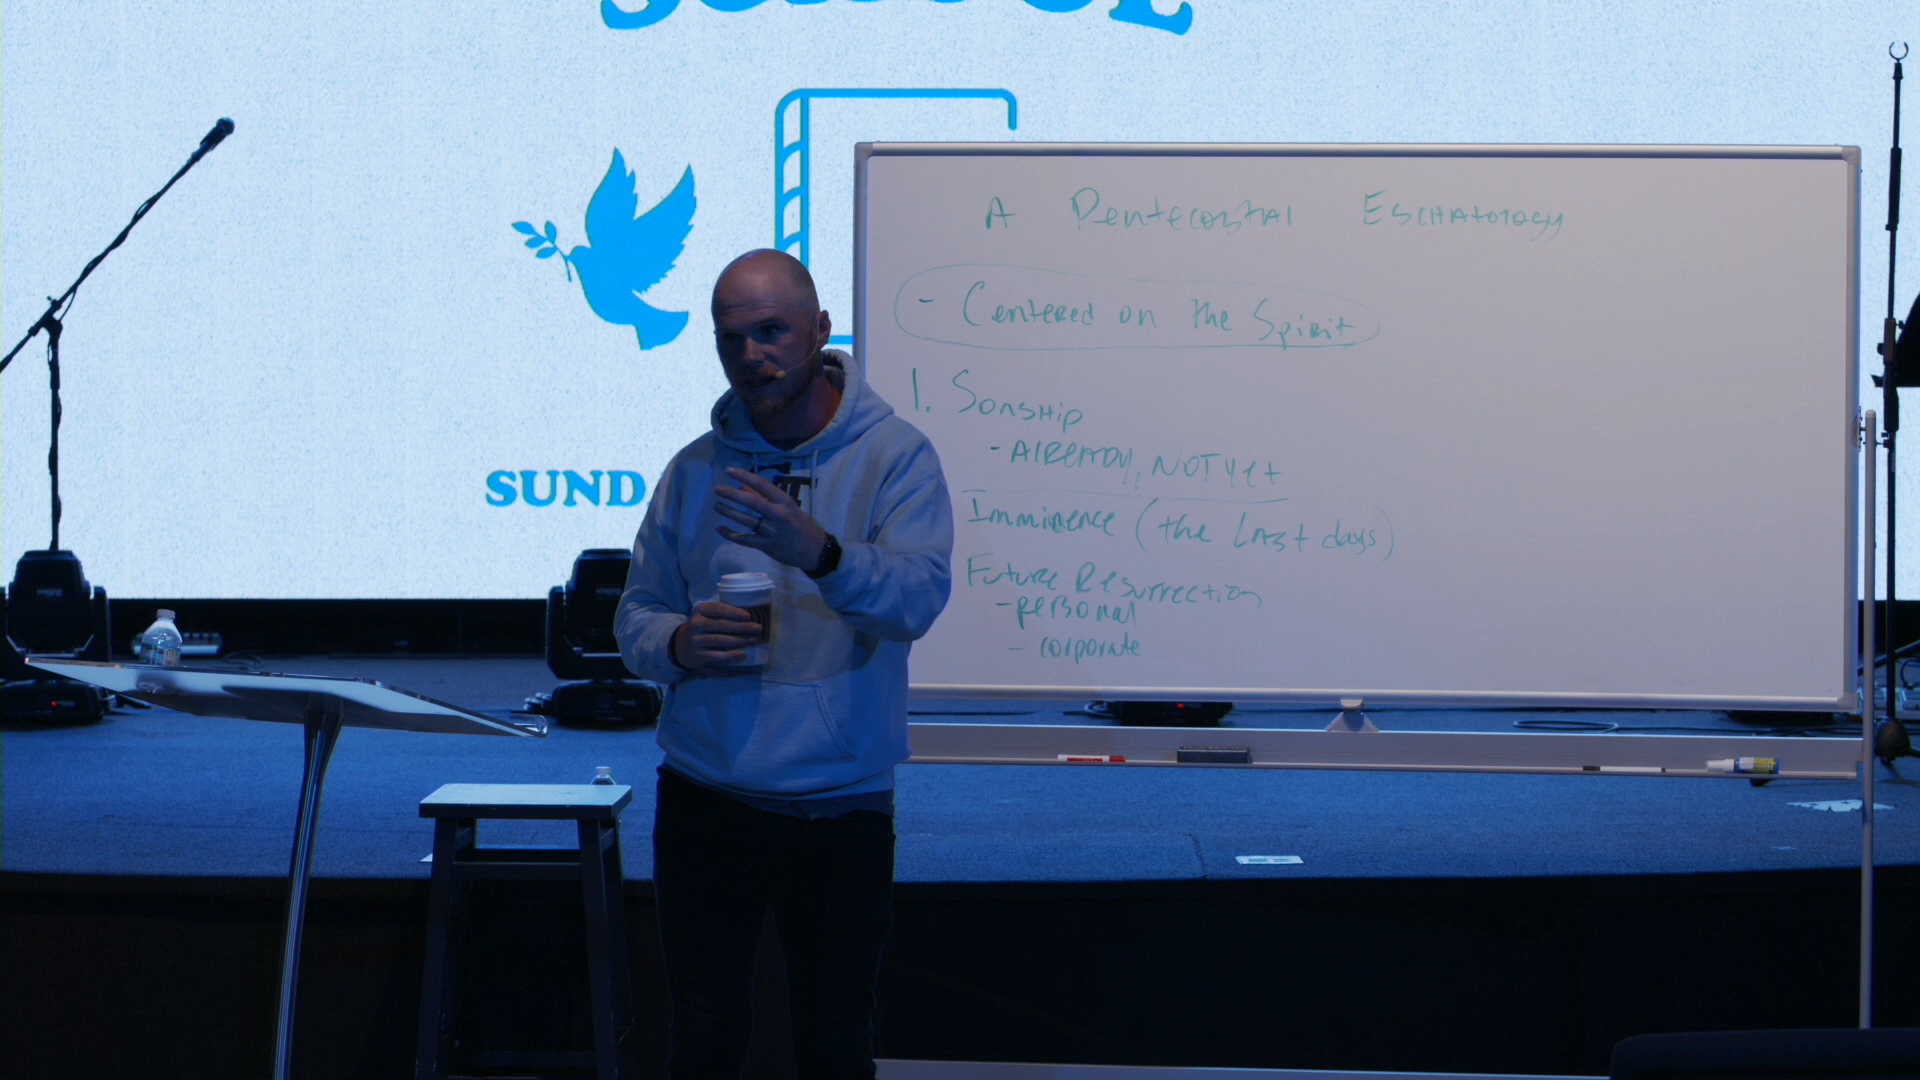 A Pentecostal Eschatology
- Centered on the Spirit
1. Sonship
- Already, Not yet
Imminence (the Last days)
Future Resurrection
- personal
- corporate
SUND